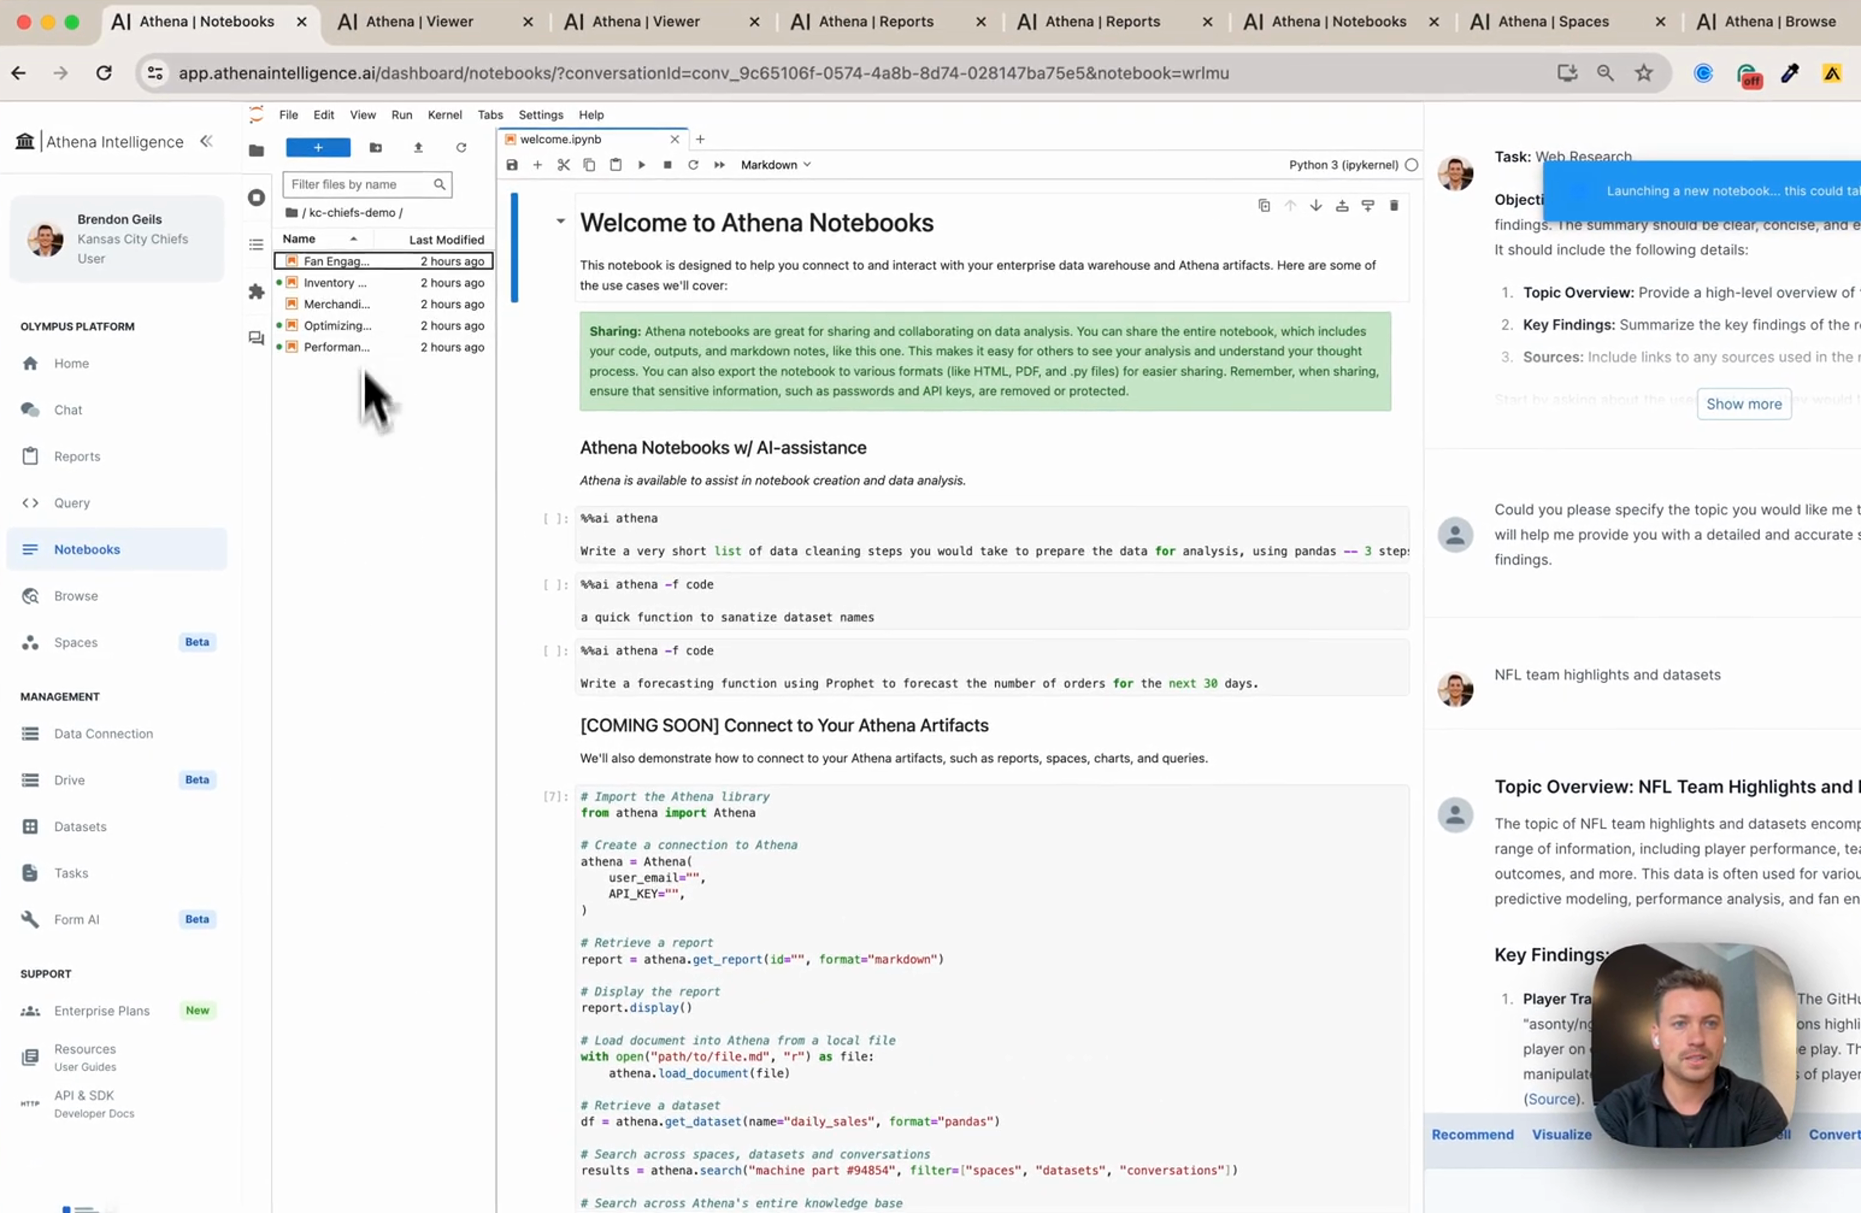 AI Athena | Notebooks
AI Athena | Viewer
AI Athena | Viewer
AI Athena | Reports
AI Athena | Reports
AI Athena | Notebooks
AI Athena | Spaces
AI Athena | Browse
app.athenaintelligence.ai/dashboard/notebooks/?conversationId=conv_9c65106f-0574-4a8b-8d74-028147ba75e5&notebook=wrlmu
off
Athena Intelligence
Brendon Geils
Kansas City Chiefs
User
OLYMPUS PLATFORM
Home
Chat
Reports
Query
Notebooks
Browse
Spaces Beta
MANAGEMENT
Data Connection
Drive Beta
Datasets
Tasks
Form AI Beta
SUPPORT
Enterprise Plans New
Resources
User Guides
HTTP
API & SDK
Developer Docs
File Edit View Run Kernel Tabs Settings Help
Filter files by name
/ kc-chiefs-demo /
Name Last Modified
Fan Engag... 2 hours ago
Inventory ... 2 hours ago
Merchandi... 2 hours ago
Optimizing... 2 hours ago
Performan... 2 hours ago
welcome.ipynb
Markdown
Python 3 (ipykernel)
Welcome to Athena Notebooks
This notebook is designed to help you connect to and interact with your enterprise data warehouse and Athena artifacts. Here are some of
the use cases we'll cover:
Sharing: Athena notebooks are great for sharing and collaborating on data analysis. You can share the entire notebook, which includes
your code, outputs, and markdown notes, like this one. This makes it easy for others to see your analysis and understand your thought
process. You can also export the notebook to various formats (like HTML, PDF, and .py files) for easier sharing. Remember, when sharing,
ensure that sensitive information, such as passwords and API keys, are removed or protected.
Athena Notebooks w/ AI-assistance
Athena is available to assist in notebook creation and data analysis.
[ ]: %%ai athena
Write a very short list of data cleaning steps you would take to prepare the data for analysis, using pandas -- 3 steps
[ ]: %%ai athena -f code
a quick function to sanatize dataset names
[ ]: %%ai athena -f code
Write a forecasting function using Prophet to forecast the number of orders for the next 30 days.
[COMING SOON] Connect to Your Athena Artifacts
We'll also demonstrate how to connect to your Athena artifacts, such as reports, spaces, charts, and queries.
[7]: # Import the Athena library
from athena import Athena
# Create a connection to Athena
athena = Athena(
user_email="",
API_KEY="",
)
# Retrieve a report
report = athena.get_report(id="", format="markdown")
# Display the report
report.display()
# Load document into Athena from a local file
with open("path/to/file.md", "r") as file:
athena.load_document(file)
# Retrieve a dataset
df = athena.get_dataset(name="daily_sales", format="pandas")
# Search across spaces, datasets and conversations
results = athena.search("machine part #94854", filter=["spaces", "datasets", "conversations"])
# Search across Athena's entire knowledge base
Task: Web Research
Launching a new notebook... this could tal
Objecti
findings. The summary should be clear, concise, and e
It should include the following details:
1. Topic Overview: Provide a high-level overview of
2. Key Findings: Summarize the key findings of the re
3. Sources: Include links to any sources used in the r
Start by asking about the
Show more
Could you please specify the topic you would like me t
will help me provide you with a detailed and accurate s
findings.
NFL team highlights and datasets
Topic Overview: NFL Team Highlights and
The topic of NFL team highlights and datasets encomp
range of information, including player performance, tea
outcomes, and more. This data is often used for variou
predictive modeling, performance analysis, and fan en
Key Findings:
1. Player Tra The GitHu
"asonty/ng ons highli
player on e play. Th
manipulate s of player
(Source).
Recommend Visualize ll Convert